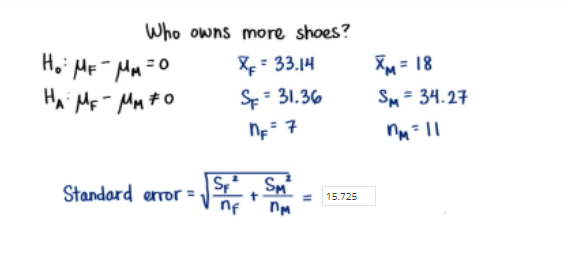 Who owns more shoes?
H₀: μF - μM = 0
x̄F = 33.14
x̄M = 18
HA: μF - μM ≠ 0
SF = 31.36
SM = 34.27
nF = 7
nM = 11
Standard error = √(SF²/nF + SM²/nM) = 15.725